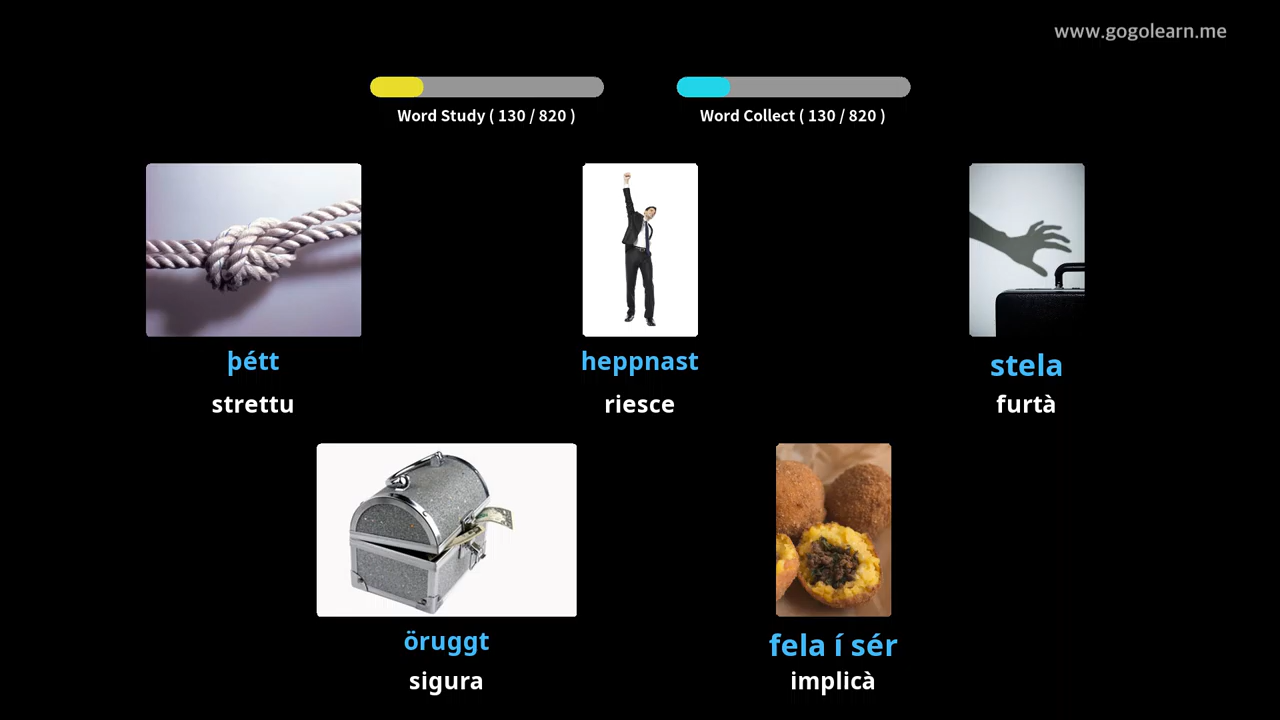 www.gogolearn.me
Word Study ( 130 / 820 )
Word Collect ( 130 / 820 )
þétt
heppnast
stela
strettu
riesce
furtà
öruggt
fela í sér
sigura
implicà